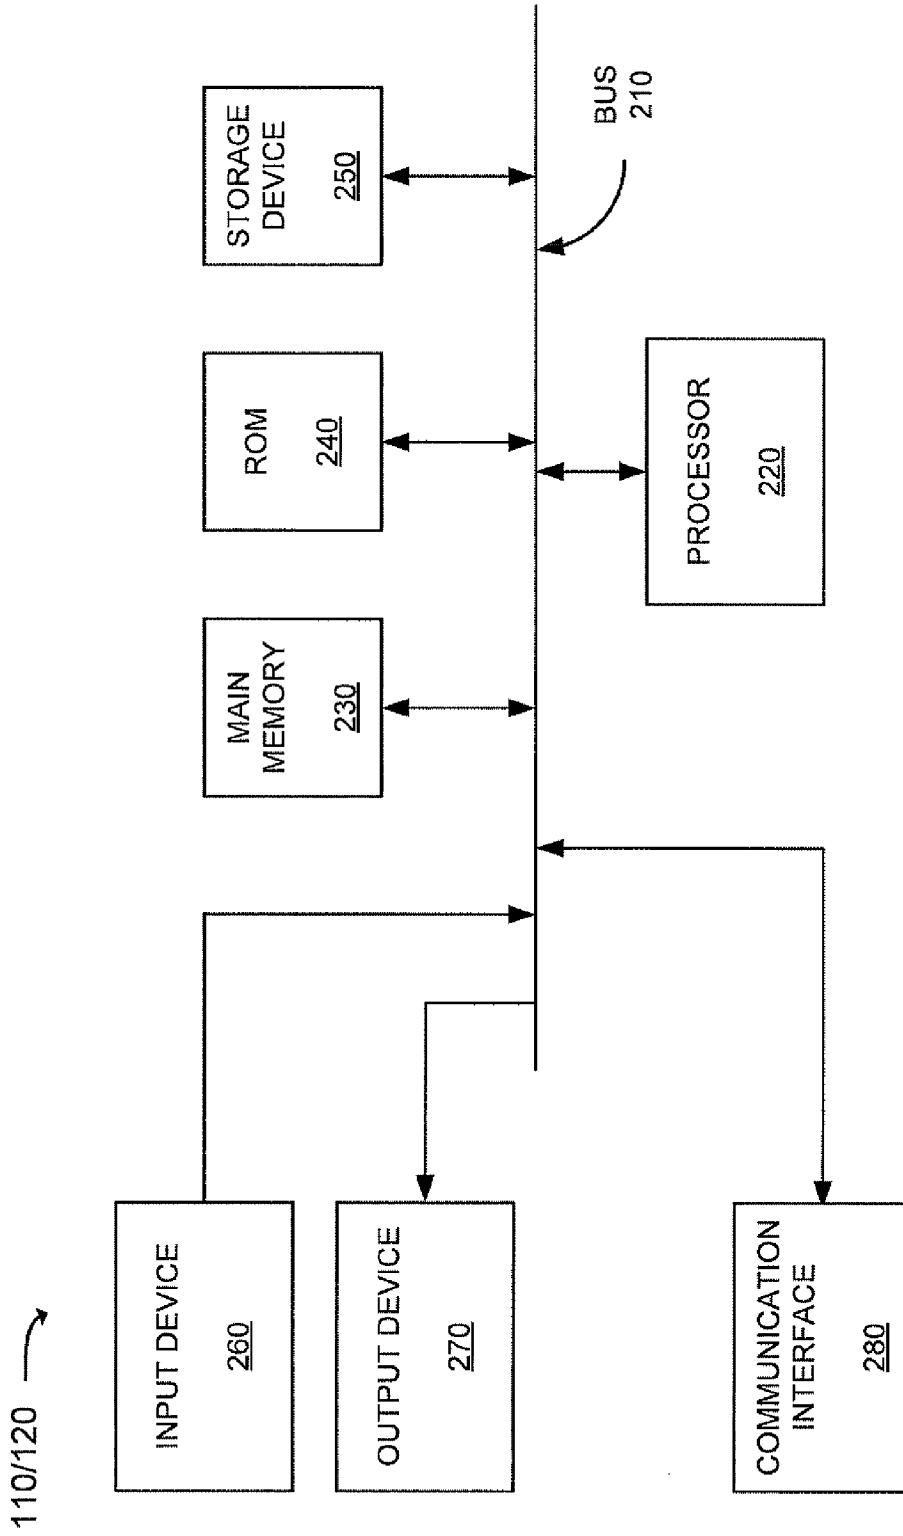 110/120
INPUT DEVICE
260
OUTPUT DEVICE
270
COMMUNICATION
INTERFACE
280
MAIN
MEMORY
230
ROM
240
STORAGE
DEVICE
250
PROCESSOR
220
BUS
210